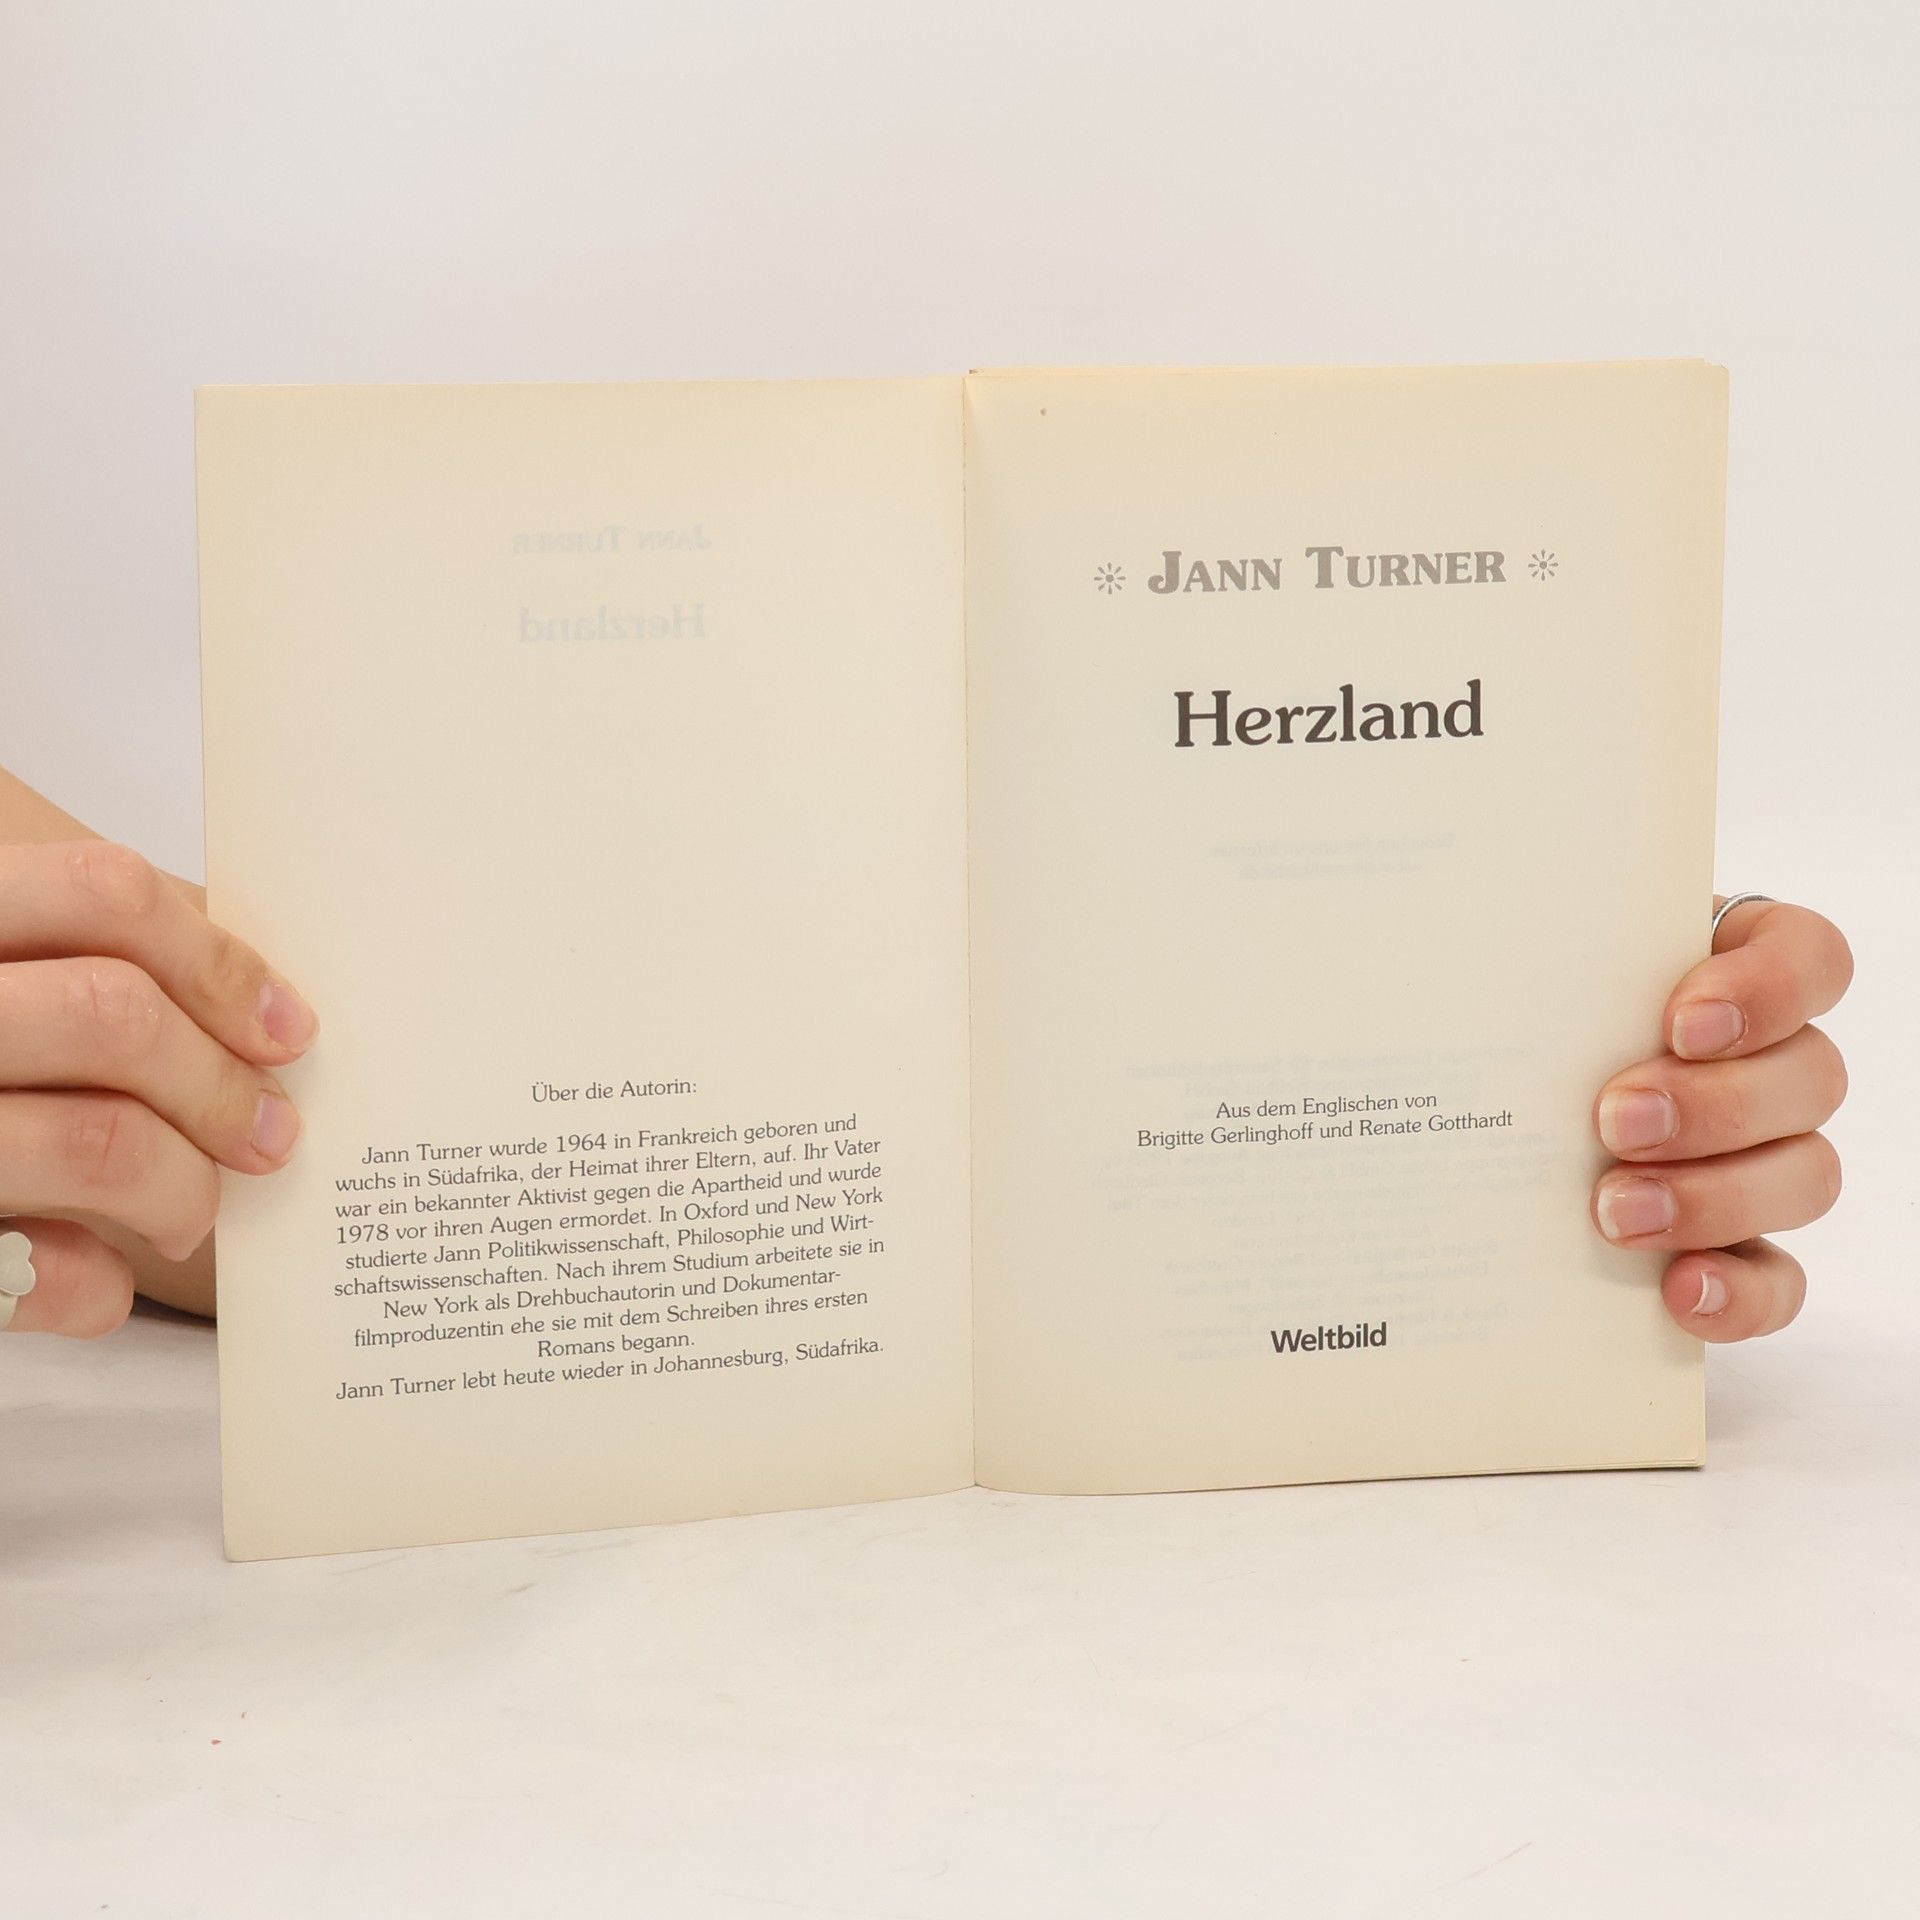 Über die Autorin:
Jann Turner wurde 1964 in Frankreich geboren und
wuchs in Südafrika, der Heimat ihrer Eltern, auf. Ihr Vater
war ein bekannter Aktivist gegen die Apartheid und wurde
1978 vor ihren Augen ermordet. In Oxford und New York
studierte Jann Politikwissenschaft, Philosophie und Wirt-
schaftswissenschaften. Nach ihrem Studium arbeitete sie in
New York als Drehbuchautorin und Dokumentar-
filmproduzentin ehe sie mit dem Schreiben ihres ersten
Romans begann.
Jann Turner lebt heute wieder in Johannesburg, Südafrika.
JANN TURNER
Herzland
Aus dem Englischen von
Brigitte Gerlinghoff und Renate Gotthardt
Weltbild